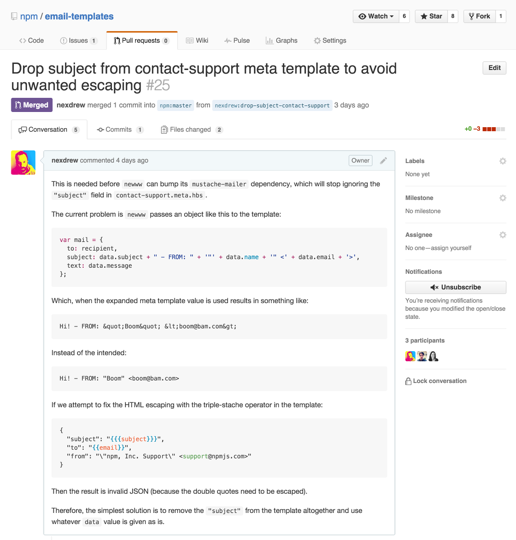 npm / email-templates
Watch 6 Star 8 Fork 1
Code Issues 1 Pull requests 0 Wiki Pulse Graphs Settings
Drop subject from contact-support meta template to avoid
unwanted escaping #25
Edit
Merged nexdrew merged 1 commit into npm:master from nexdrew:drop-subject-contact-support 3 days ago
Conversation 5 Commits 1 Files changed 2
+0 −3
nexdrew commented 4 days ago Owner
This is needed before newww can bump its mustache-mailer dependency, which will stop ignoring the
"subject" field in contact-support.meta.hbs .
The current problem is newww passes an object like this to the template:
var mail = {
to: recipient,
subject: data.subject + " - FROM: " + '"' + data.name + '" <' + data.email + '>',
text: data.message
};
Which, when the expanded meta template value is used results in something like:
Hi! - FROM: &quot;Boom&quot; &lt;boom@bam.com&gt;
Instead of the intended:
Hi! - FROM: "Boom" <boom@bam.com>
If we attempt to fix the HTML escaping with the triple-stache operator in the template:
{
"subject": "{{{subject}}}",
"to": "{{email}}",
"from": "\"npm, Inc. Support\" <support@npmjs.com>"
}
Then the result is invalid JSON (because the double quotes need to be escaped).
Therefore, the simplest solution is to remove the "subject" from the template altogether and use
whatever data value is given as is.
Labels
None yet
Milestone
No milestone
Assignee
No one—assign yourself
Notifications
Unsubscribe
You're receiving notifications
because you modified the open/close
state.
3 participants
Lock conversation